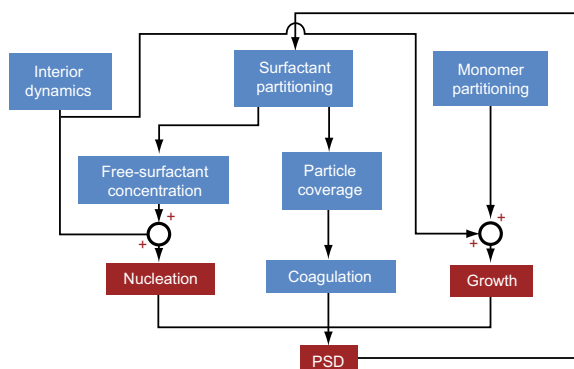 Interior
dynamics
Surfactant
partitioning
Monomer
partitioning
Free-surfactant
concentration
Particle
coverage
+
+
+
+
Nucleation
Coagulation
Growth
PSD